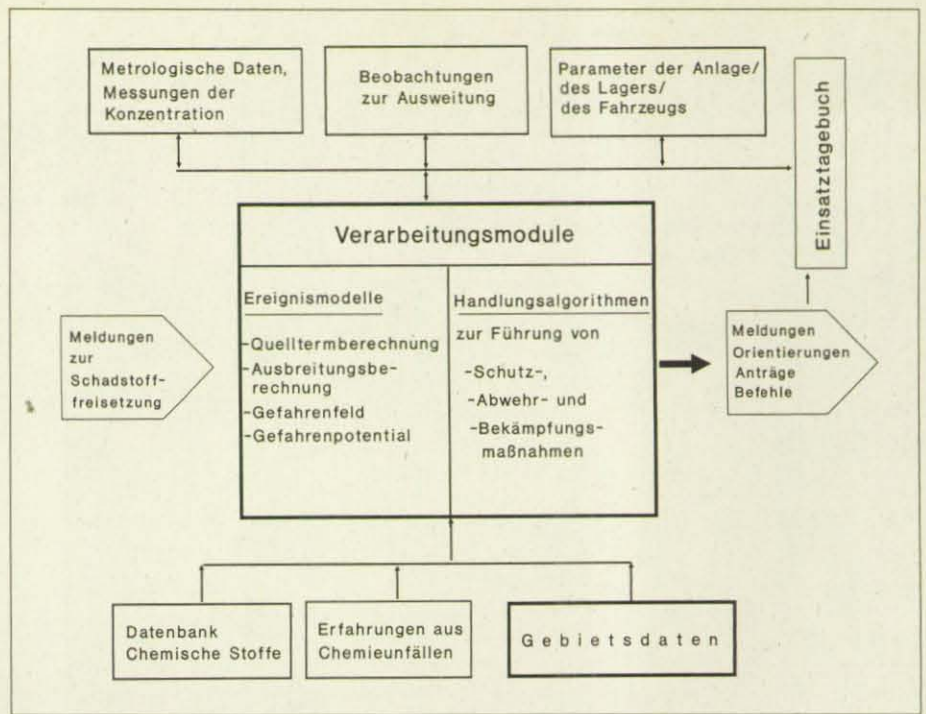 Metrologische Daten,
Messungen der
Konzentration
Beobachtungen
zur Ausweitung
Parameter der Anlage/
des Lagers/
des Fahrzeugs
Einsatztagebuch
Verarbeitungsmodule
Ereignismodelle
-Quelltermberechnung
-Ausbreitungsbe-
rechnung
-Gefahrenfeld
-Gefahrenpotential
Handlungsalgorithmen
zur Führung von
-Schutz-,
-Abwehr- und
-Bekämpfungs-
maßnahmen
Meldungen
zur
Schadstoff-
freisetzung
Meldungen
Orientierungen
Anträge
Befehle
Datenbank
Chemische Stoffe
Erfahrungen aus
Chemieunfällen
Gebietsdaten